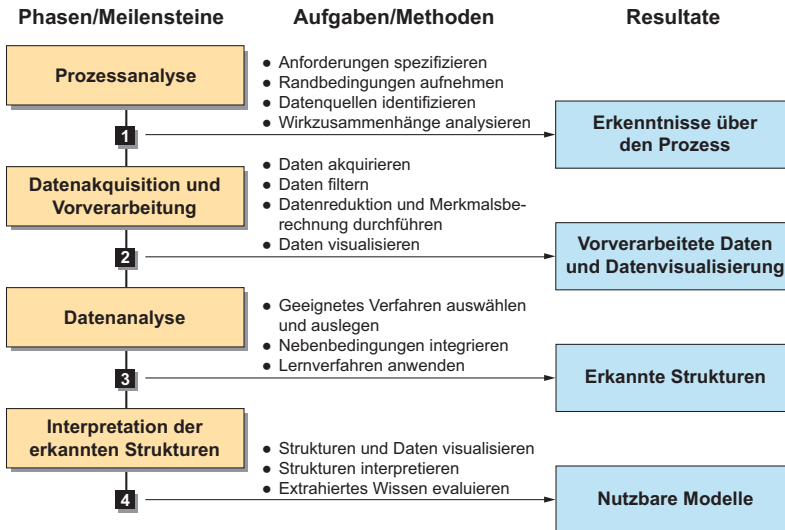 Phasen/Meilensteine
Aufgaben/Methoden
Resultate
Prozessanalyse
● Anforderungen spezifizieren
● Randbedingungen aufnehmen
● Datenquellen identifizieren
● Wirkzusammenhänge analysieren
1
Erkenntnisse über
den Prozess
Datenakquisition und
Vorverarbeitung
● Daten akquirieren
● Daten filtern
● Datenreduktion und Merkmalsbe-
rechnung durchführen
● Daten visualisieren
2
Vorverarbeitete Daten
und Datenvisualisierung
Datenanalyse
● Geeignetes Verfahren auswählen
und auslegen
● Nebenbedingungen integrieren
● Lernverfahren anwenden
3
Erkannte Strukturen
Interpretation der
erkannten Strukturen
● Strukturen und Daten visualisieren
● Strukturen interpretieren
● Extrahiertes Wissen evaluieren
4
Nutzbare Modelle